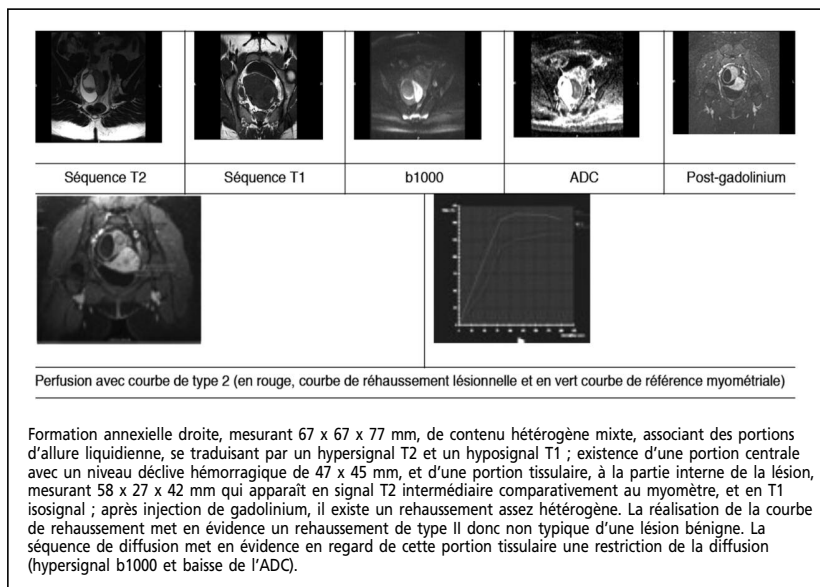 Séquence T2
Séquence T1
b1000
ADC
Post-gadolinium
Perfusion avec courbe de type 2 (en rouge, courbe de réhaussement lésionnelle et en vert courbe de référence myométriale)
Formation annexielle droite, mesurant 67 x 67 x 77 mm, de contenu hétérogène mixte, associant des portions
d'allure liquidienne, se traduisant par un hypersignal T2 et un hyposignal T1 ; existence d'une portion centrale
avec un niveau déclive hémorragique de 47 x 45 mm, et d'une portion tissulaire, à la partie interne de la lésion,
mesurant 58 x 27 x 42 mm qui apparaît en signal T2 intermédiaire comparativement au myomètre, et en T1
isosignal ; après injection de gadolinium, il existe un rehaussement assez hétérogène. La réalisation de la courbe
de rehaussement met en évidence un rehaussement de type II donc non typique d'une lésion bénigne. La
séquence de diffusion met en évidence en regard de cette portion tissulaire une restriction de la diffusion
(hypersignal b1000 et baisse de l'ADC).